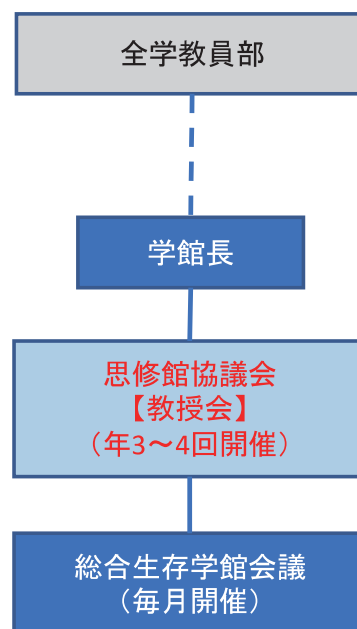 全学教員部
学館長
思修館協議会
【教授会】
（年3～4回開催）
総合生存学館会議
（毎月開催）